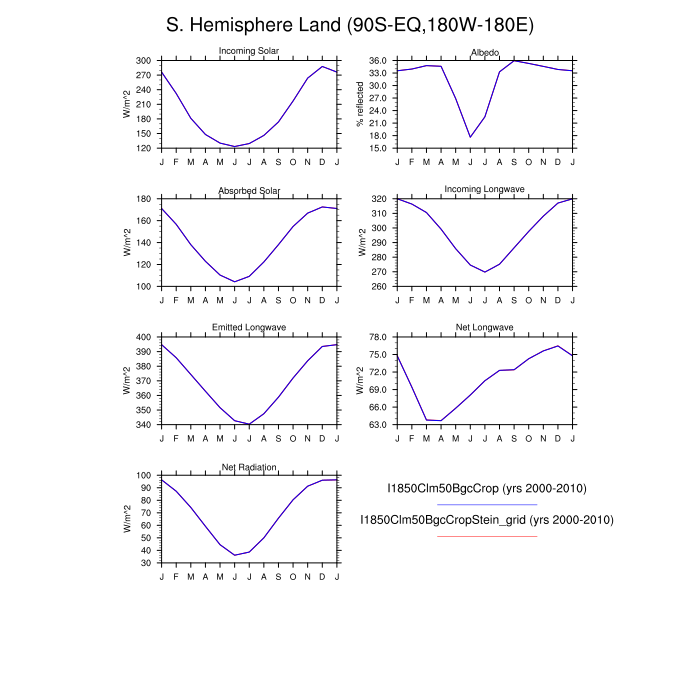 S. Hemisphere Land (90S-EQ,180W-180E)
Incoming Solar
W/m^2
300
270
240
210
180
150
120
J F M A M J J A S O N D J
Albedo
% reflected
36.0
33.0
30.0
27.0
24.0
21.0
18.0
15.0
J F M A M J J A S O N D J
Absorbed Solar
W/m^2
180
160
140
120
100
J F M A M J J A S O N D J
Incoming Longwave
W/m^2
320
310
300
290
280
270
260
J F M A M J J A S O N D J
Emitted Longwave
W/m^2
400
390
380
370
360
350
340
J F M A M J J A S O N D J
Net Longwave
W/m^2
78.0
75.0
72.0
69.0
66.0
63.0
J F M A M J J A S O N D J
Net Radiation
W/m^2
100
90
80
70
60
50
40
30
J F M A M J J A S O N D J
I1850Clm50BgcCrop (yrs 2000-2010)
I1850Clm50BgcCropStein_grid (yrs 2000-2010)